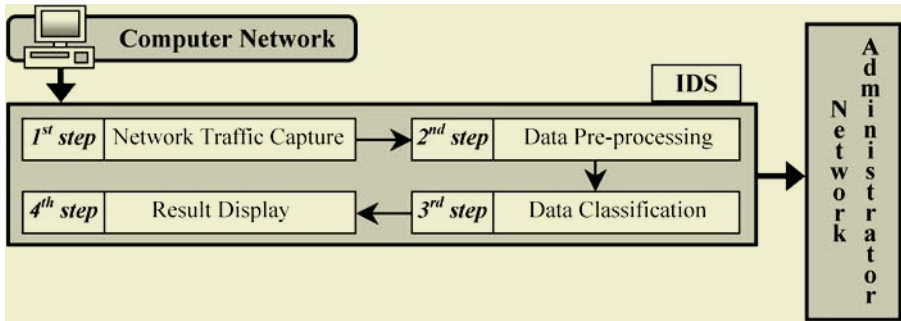 Computer Network
IDS
1st step Network Traffic Capture
2nd step Data Pre-processing
3rd step Data Classification
4th step Result Display
Network
Administrator